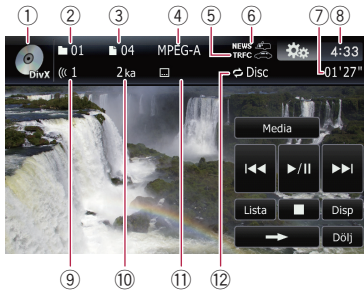 ① ② ③ ④ ⑤ ⑥ ⑦ ⑧
01 04 MPEG-A NEWS 4:33
TRFC
DivX 1 2 ka Disc 01'27"
Media
Lista Disp
Dölj
⑨ ⑩ ⑪ ⑫